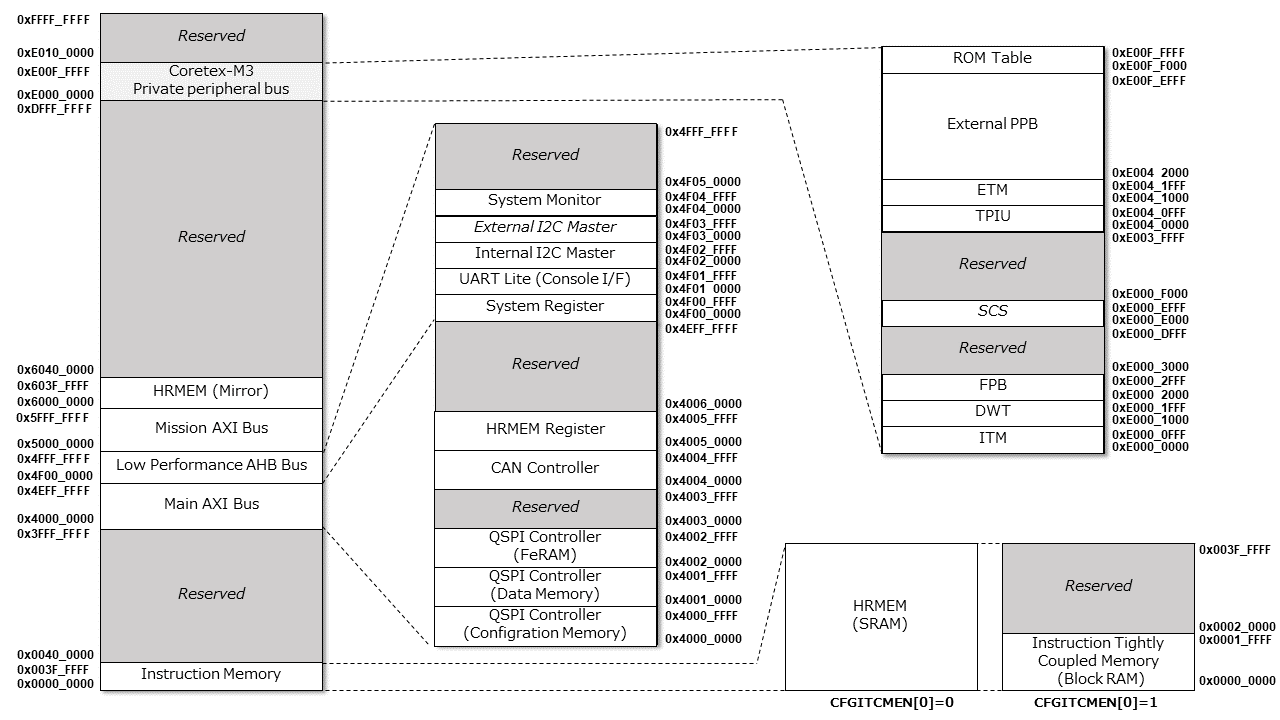 0xFFFF_FFFF
Reserved
0xE010_0000
0xE00F_FFFF
Coretex-M3
Private peripheral bus
0xE000_0000
0xDFFF_FFFF
Reserved
0x6040_0000
0x603F_FFFF
HRMEM (Mirror)
0x6000_0000
0x5FFF_FFFF
Mission AXI Bus
0x5000_0000
0x4FFF_FFFF
Low Performance AHB Bus
0x4F00_0000
0x4EFF_FFFF
Main AXI Bus
0x4000_0000
0x3FFF_FFFF
Reserved
0x0040_0000
0x003F_FFFF
Instruction Memory
0x0000_0000
0x4FFF_FFFF
Reserved
0x4F05_0000
System Monitor
0x4F04_FFFF
0x4F04_0000
External I2C Master
0x4F03_FFFF
0x4F03_0000
Internal I2C Master
0x4F02_FFFF
0x4F02_0000
UART Lite (Console I/F)
0x4F01_FFFF
0x4F01_0000
System Register
0x4F00_FFFF
0x4F00_0000
0x4EFF_FFFF
Reserved
0x4006_0000
0x4005_FFFF
HRMEM Register
0x4005_0000
0x4004_FFFF
CAN Controller
0x4004_0000
0x4003_FFFF
Reserved
0x4003_0000
0x4002_FFFF
QSPI Controller
(FeRAM)
0x4002_0000
0x4001_FFFF
QSPI Controller
(Data Memory)
0x4001_0000
0x4000_FFFF
QSPI Controller
(Configration Memory)
0x4000_0000
ROM Table
0xE00F_FFFF
0xE00F_F000
0xE00F_EFFF
External PPB
0xE004_2000
ETM
0xE004_1FFF
0xE004_1000
TPIU
0xE004_0FFF
0xE004_0000
0xE003_FFFF
Reserved
0xE000_F000
SCS
0xE000_EFFF
0xE000_E000
0xE000_DFFF
Reserved
0xE000_3000
FPB
0xE000_2FFF
0xE000_2000
DWT
0xE000_1FFF
0xE000_1000
ITM
0xE000_0FFF
0xE000_0000
HRMEM
(SRAM)
CFGITCMEN[0]=0
0x003F_FFFF
Reserved
0x0002_0000
0x0001_FFFF
Instruction Tightly
Coupled Memory
(Block RAM)
0x0000_0000
CFGITCMEN[0]=1